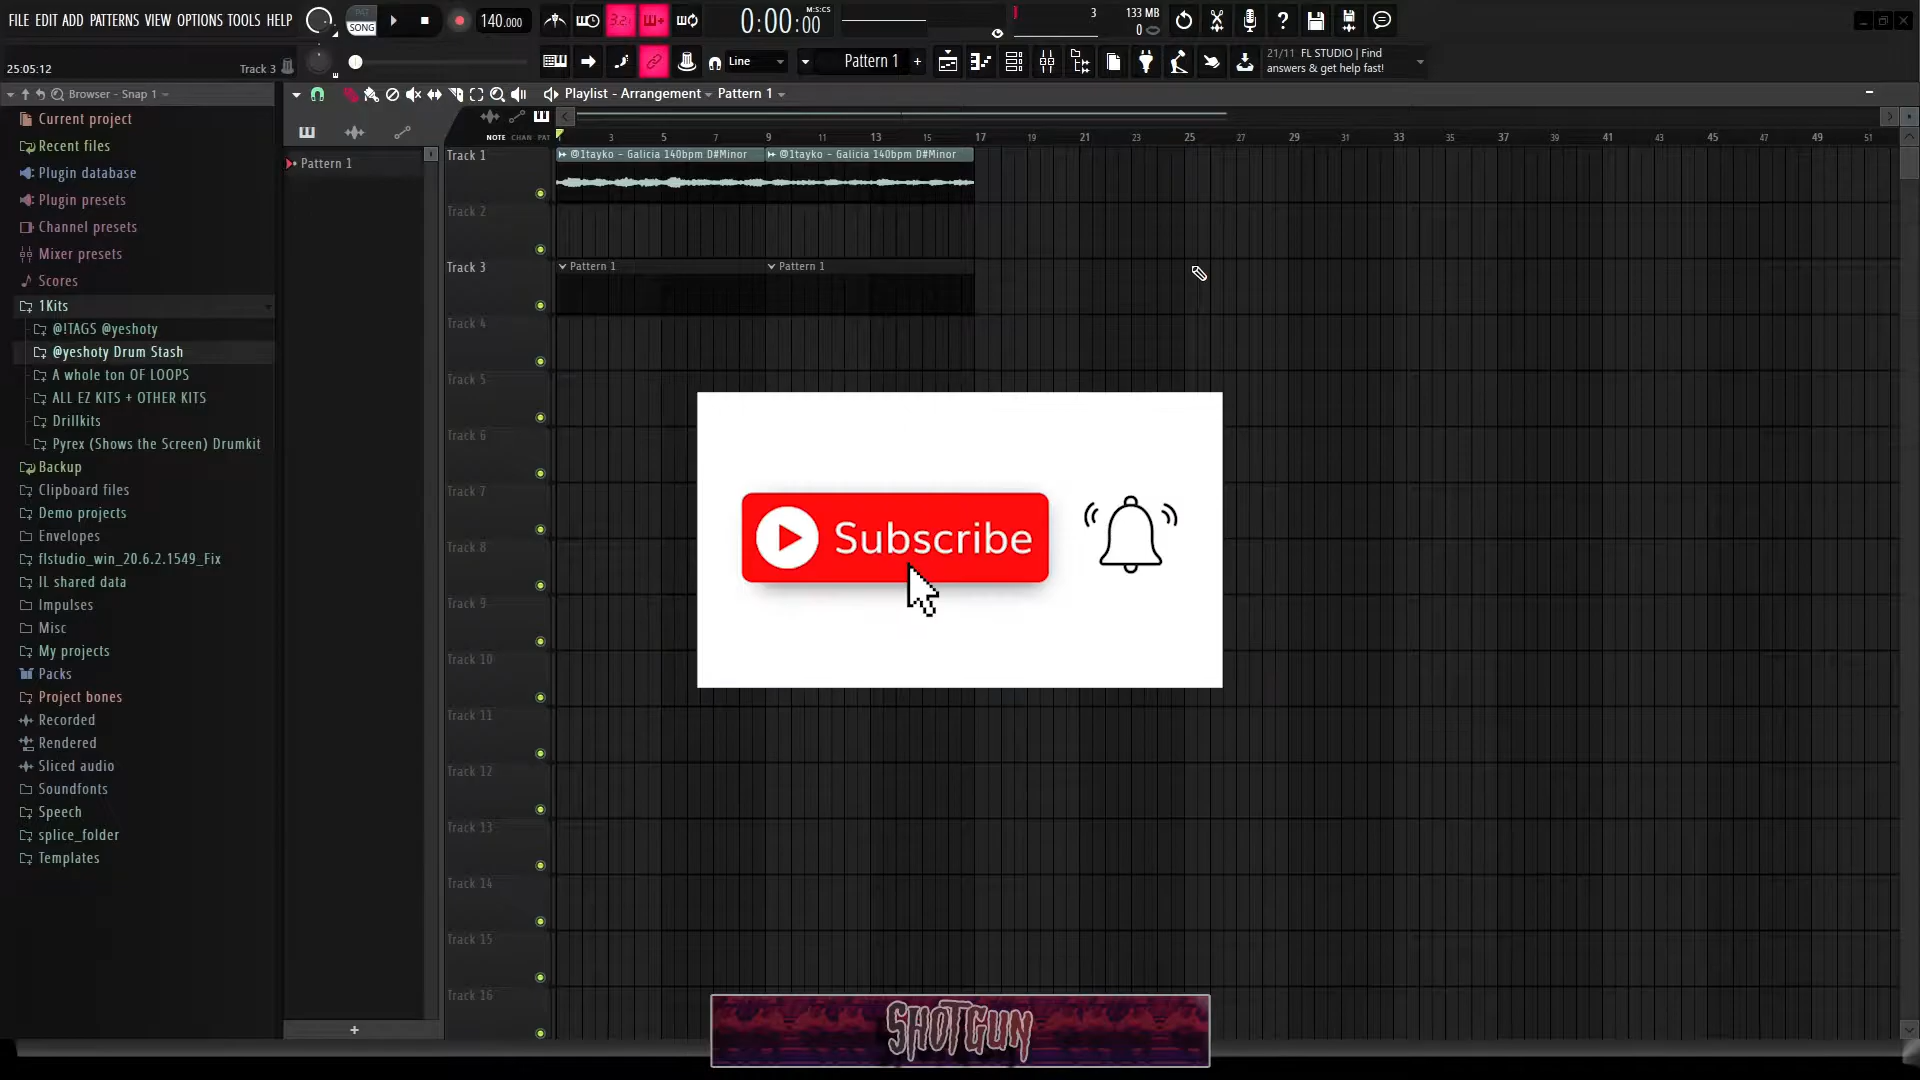 FILE EDIT ADD PATTERNS VIEW OPTIONS TOOLS HELP
SONG
140.000
3.2.
0:00:00
M:S:CS
3
133 MB
0
25:05:12
Track 3
Line
Pattern 1
+
21/11 FL STUDIO | Find
answers & get help fast!
Browser - Snap 1
Playlist - Arrangement
Pattern 1
NOTE CHAN PAT
3 5 7 9 11 13 15 17 19 21 23 25 27 29 31 33 35 37 39 41 43 45 47 49 51
Current project
Recent files
Plugin database
Plugin presets
Channel presets
Mixer presets
Scores
1Kits
@!TAGS @yeshoty
@yeshoty Drum Stash
A whole ton OF LOOPS
ALL EZ KITS + OTHER KITS
Drillkits
Pyrex (Shows the Screen) Drumkit
Backup
Clipboard files
Demo projects
Envelopes
flstudio_win_20.6.2.1549_Fix
IL shared data
Impulses
Misc
My projects
Packs
Project bones
Recorded
Rendered
Sliced audio
Soundfonts
Speech
splice_folder
Templates
Pattern 1
+
Track 1
@1tayko - Galicia 140bpm D#Minor
@1tayko - Galicia 140bpm D#Minor
Track 2
Track 3
Pattern 1
Pattern 1
Track 4
Track 5
Track 6
Track 7
Track 8
Track 9
Track 10
Track 11
Track 12
Track 13
Track 14
Track 15
Track 16
Subscribe
SHOTGUN